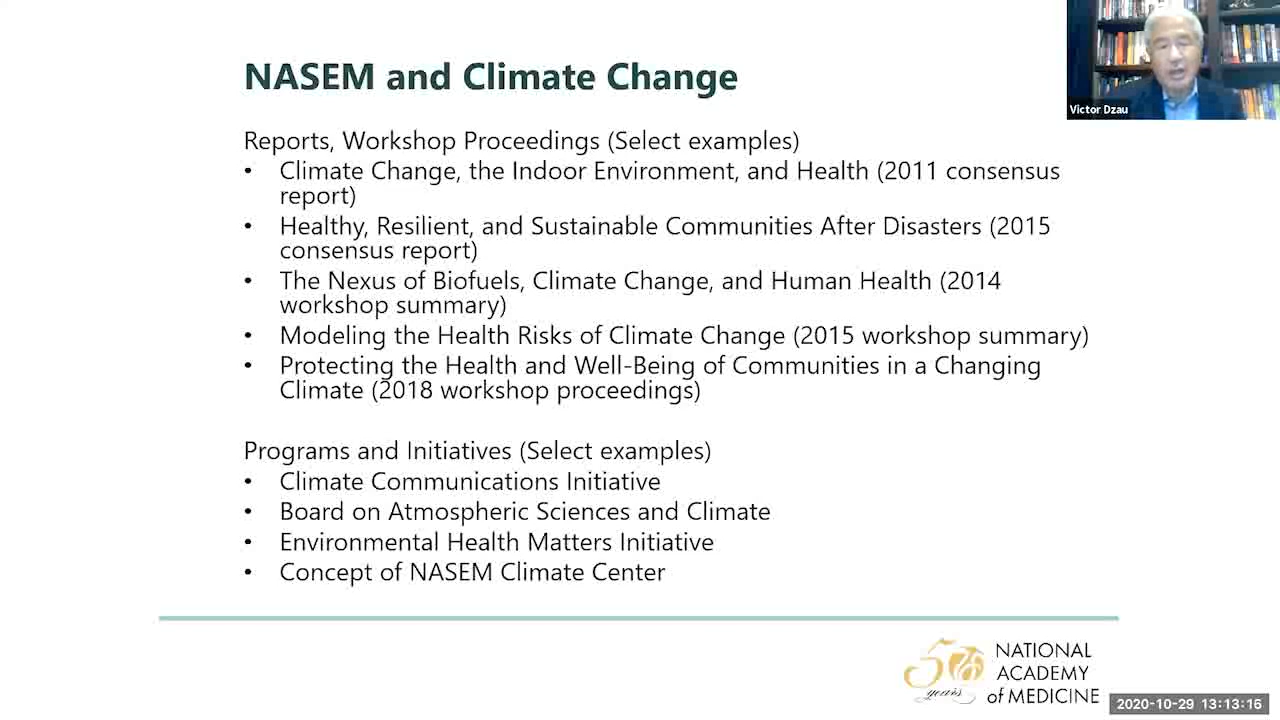 NASEM and Climate Change
Victor Dzau
Reports, Workshop Proceedings (Select examples)
• Climate Change, the Indoor Environment, and Health (2011 consensus
report)
• Healthy, Resilient, and Sustainable Communities After Disasters (2015
consensus report)
• The Nexus of Biofuels, Climate Change, and Human Health (2014
workshop summary)
• Modeling the Health Risks of Climate Change (2015 workshop summary)
• Protecting the Health and Well-Being of Communities in a Changing
Climate (2018 workshop proceedings)
Programs and Initiatives (Select examples)
• Climate Communications Initiative
• Board on Atmospheric Sciences and Climate
• Environmental Health Matters Initiative
• Concept of NASEM Climate Center
50 years
NATIONAL
ACADEMY
of MEDICINE
2020-10-29 13:13:16